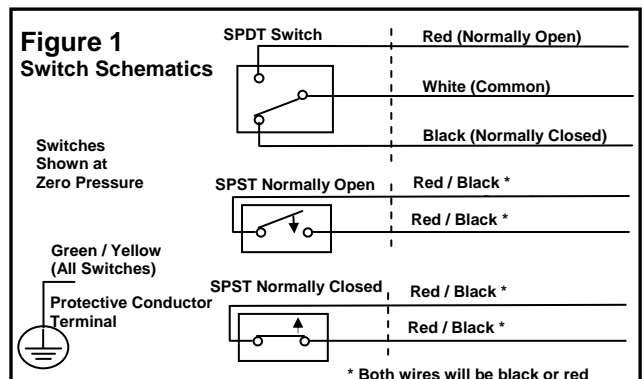 Figure 1
Switch Schematics
SPDT Switch
Red (Normally Open)
White (Common)
Black (Normally Closed)
Switches
Shown at
Zero Pressure
SPST Normally Open
Red / Black *
Red / Black *
Green / Yellow
(All Switches)
Protective Conductor
Terminal
SPST Normally Closed
Red / Black *
Red / Black *
* Both wires will be black or red